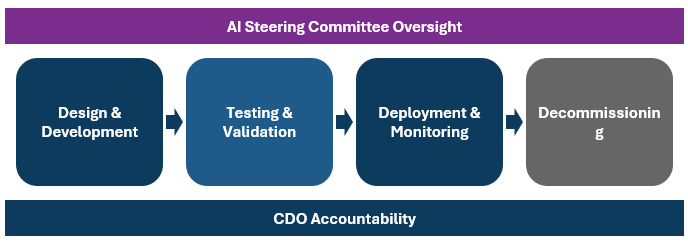 AI Steering Committee Oversight
Design &
Development
Testing &
Validation
Deployment &
Monitoring
Decommissionin
g
CDO Accountability